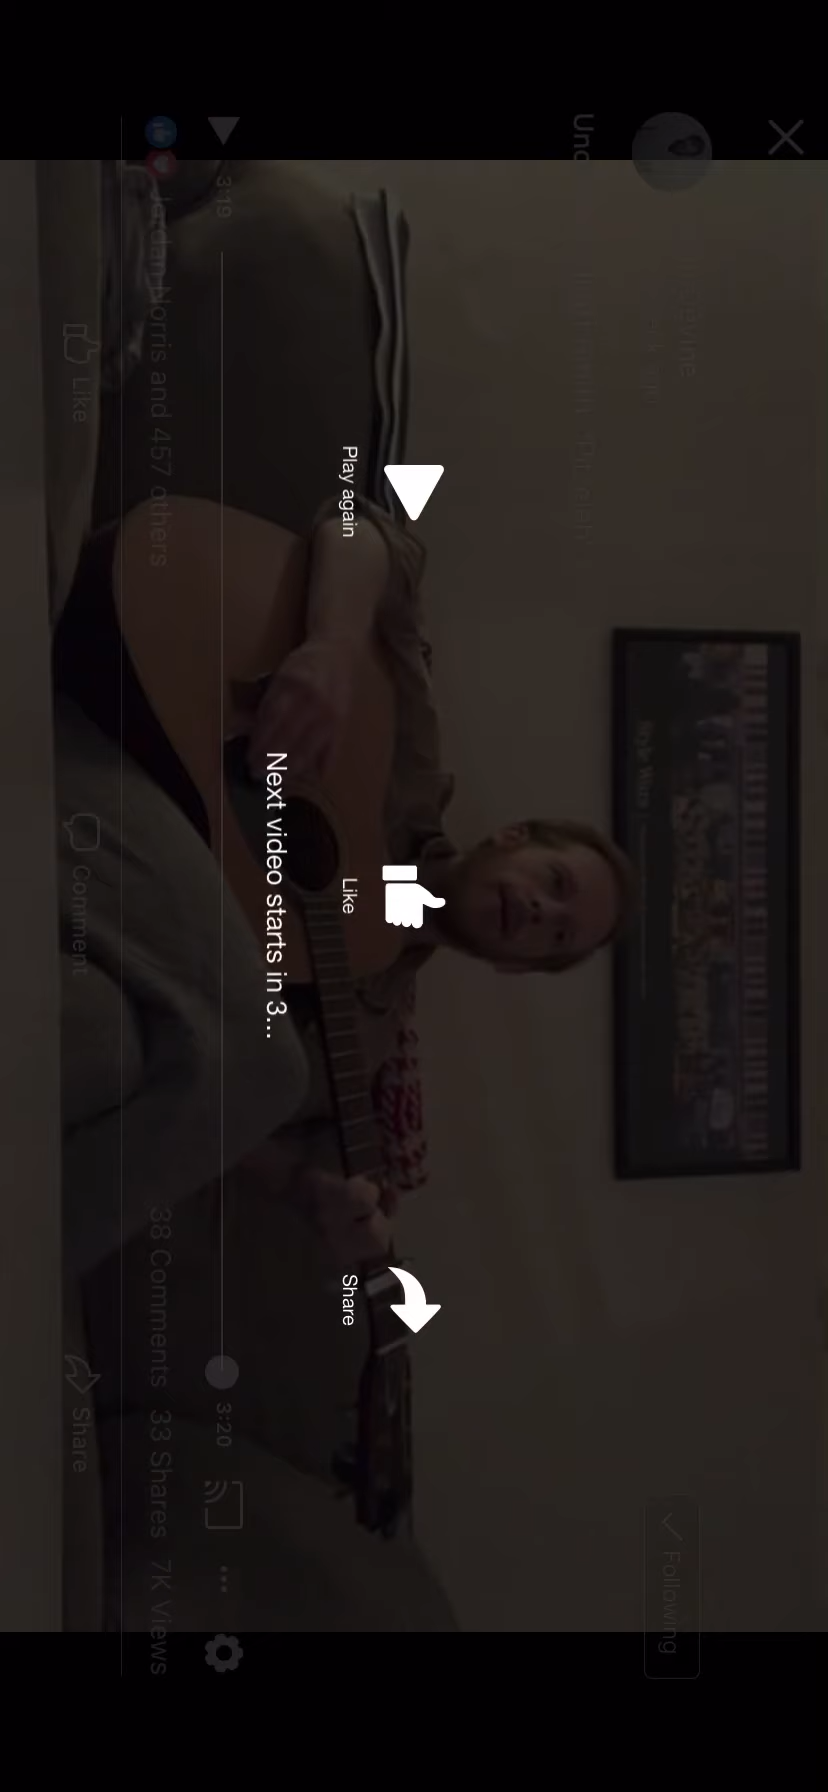 Following
Play again
Like
Share
Next video starts in 3...
3:19
3:20
Jordan Norris and 457 others
38 Comments
33 Shares
7K Views
Like
Comment
Share